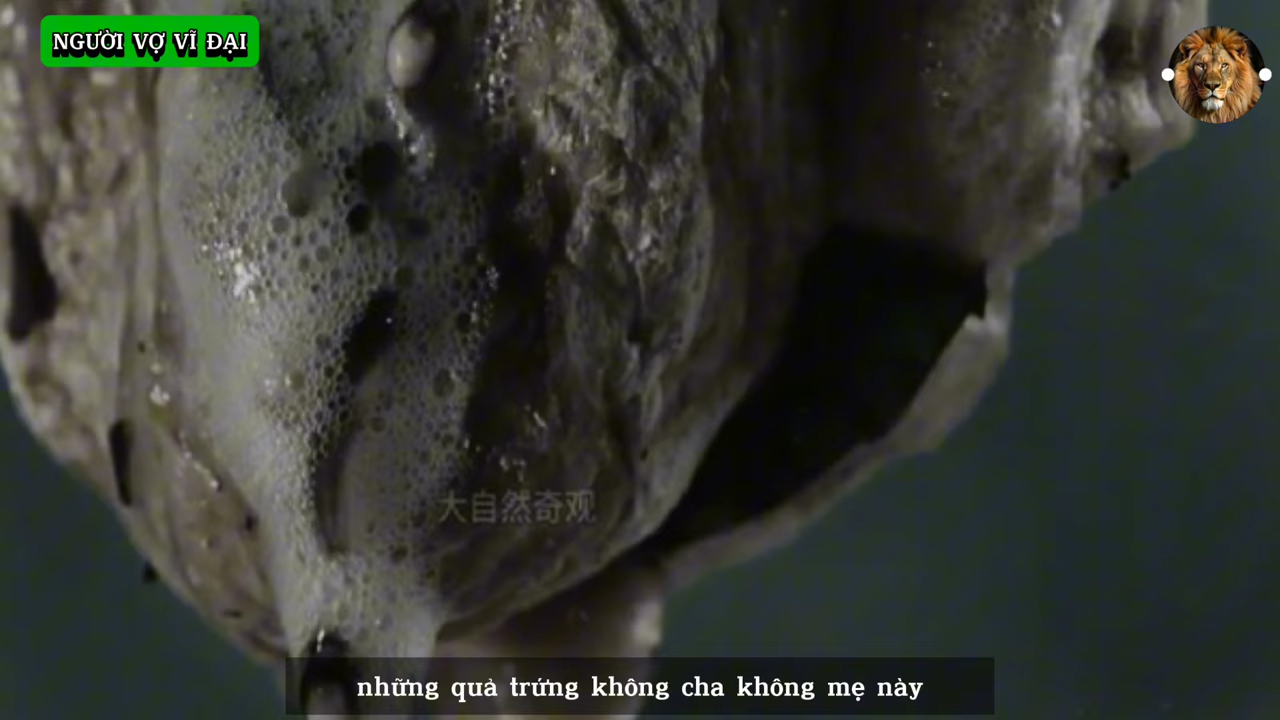 NGƯỜI VỢ VĨ ĐẠI
大自然奇观
những quả trứng không cha không mẹ này